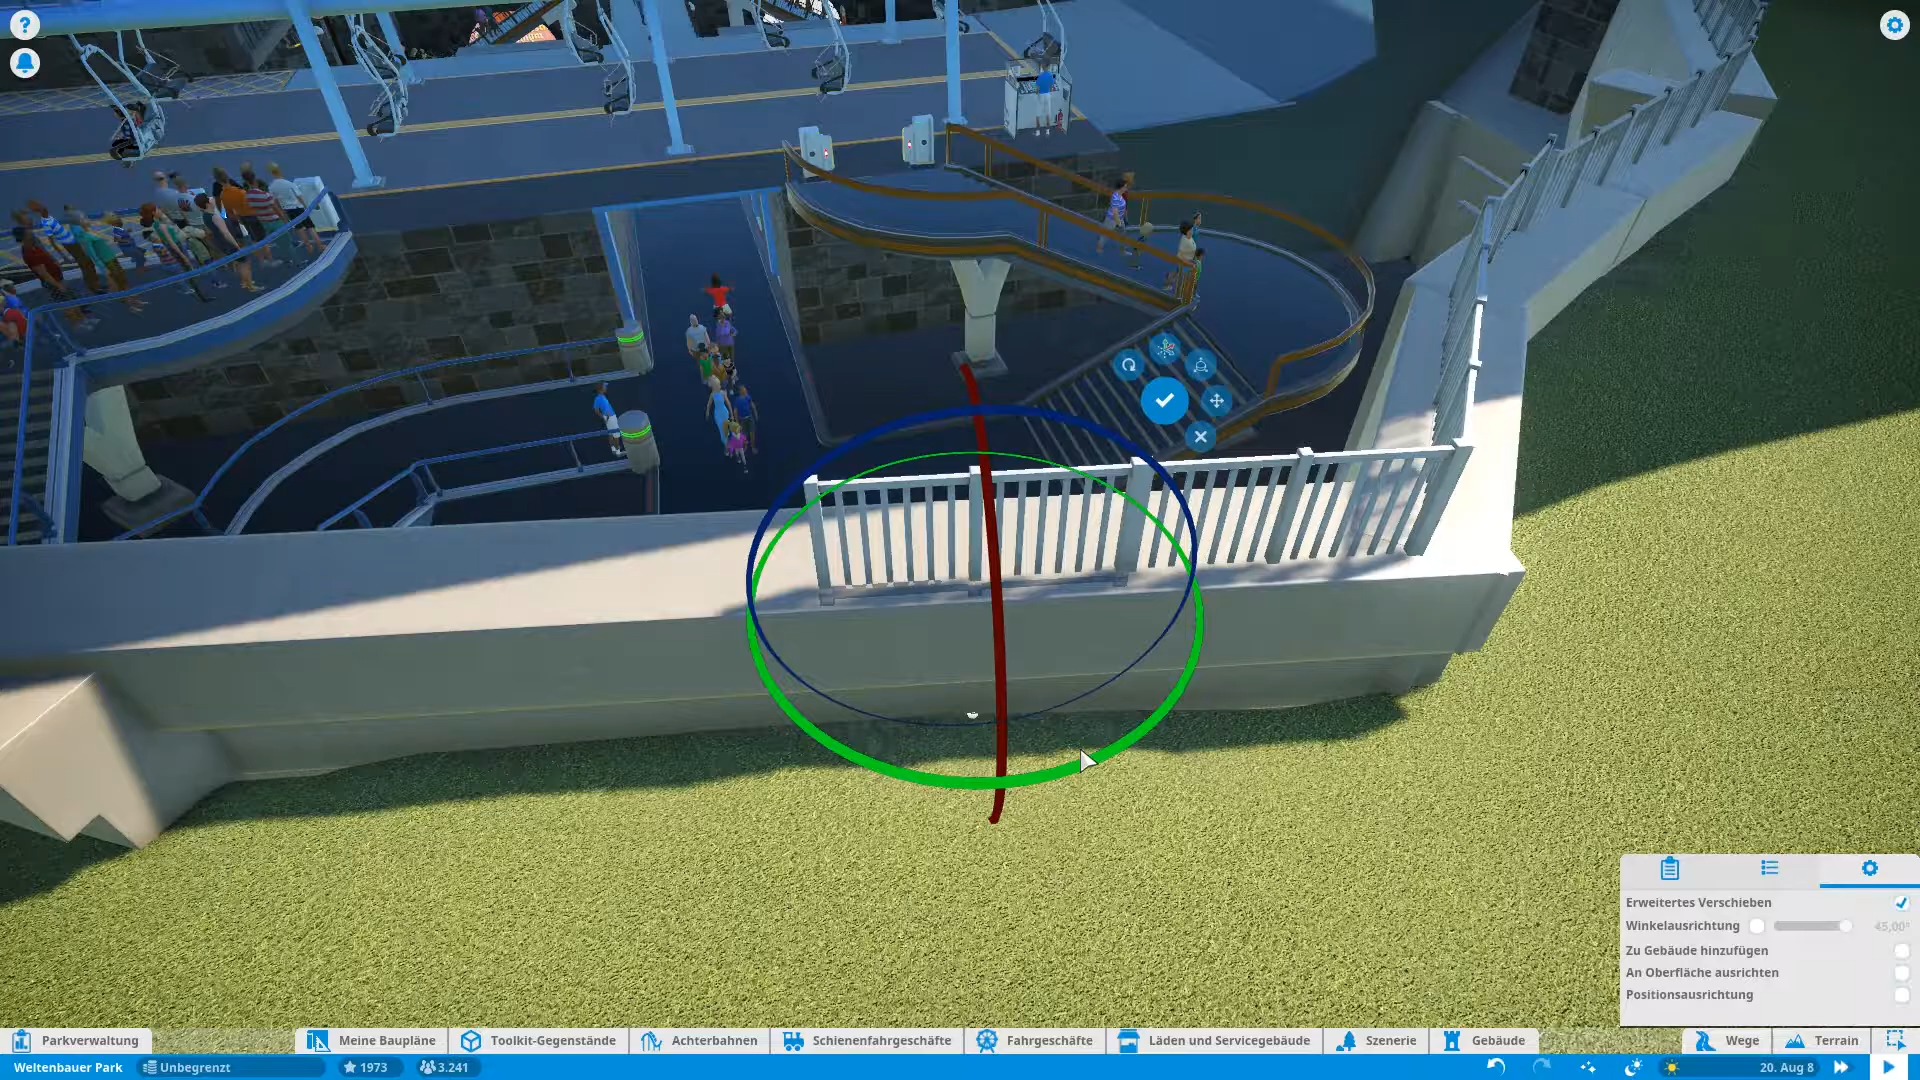 ?
Erweitertes Verschieben
Winkelausrichtung 45,00°
Zu Gebäude hinzufügen
An Oberfläche ausrichten
Positionsausrichtung
Parkverwaltung Meine Baupläne Toolkit-Gegenstände Achterbahnen Schienenfahrgeschäfte Fahrgeschäfte Läden und Servicegebäude Szenerie Gebäude Wege Terrain
Weltenbauer Park Unbegrenzt 1973 3.241 20. Aug 8